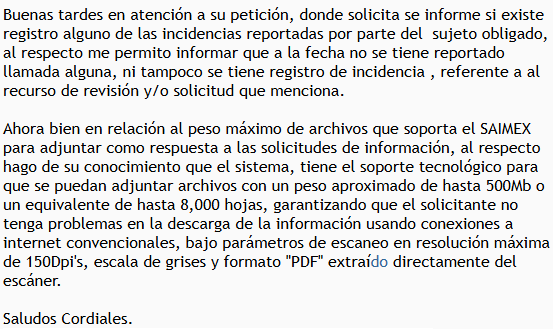 Buenas tardes en atención a su petición, donde solicita se informe si existe
registro alguno de las incidencias reportadas por parte del  sujeto obligado,
al respecto me permito informar que a la fecha no se tiene reportado
llamada alguna, ni tampoco se tiene registro de incidencia , referente a al
recurso de revisión y/o solicitud que menciona.

Ahora bien en relación al peso máximo de archivos que soporta el SAIMEX
para adjuntar como respuesta a las solicitudes de información, al respecto
hago de su conocimiento que el sistema, tiene el soporte tecnológico para
que se puedan adjuntar archivos con un peso aproximado de hasta 500Mb o
un equivalente de hasta 8,000 hojas, garantizando que el solicitante no
tenga problemas en la descarga de la información usando conexiones a
internet convencionales, bajo parámetros de escaneo en resolución máxima
de 150Dpi's, escala de grises y formato "PDF" extraído directamente del
escáner.

Saludos Cordiales.